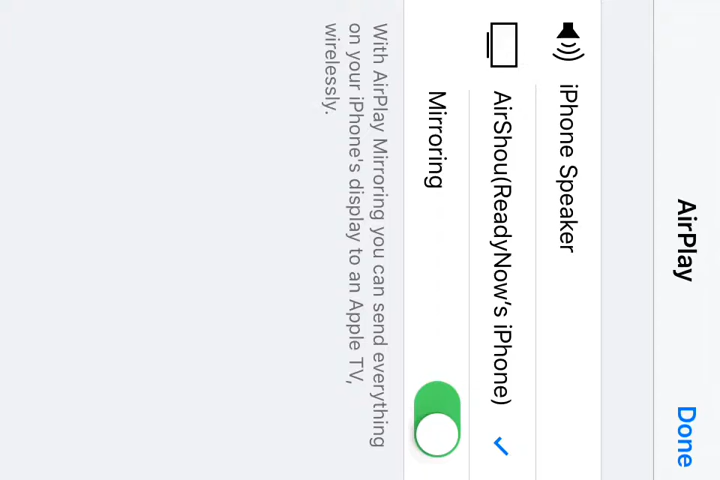 AirPlay
Done
iPhone Speaker
AirShou(ReadyNow’s iPhone)
Mirroring
With AirPlay Mirroring you can send everything
on your iPhone's display to an Apple TV,
wirelessly.